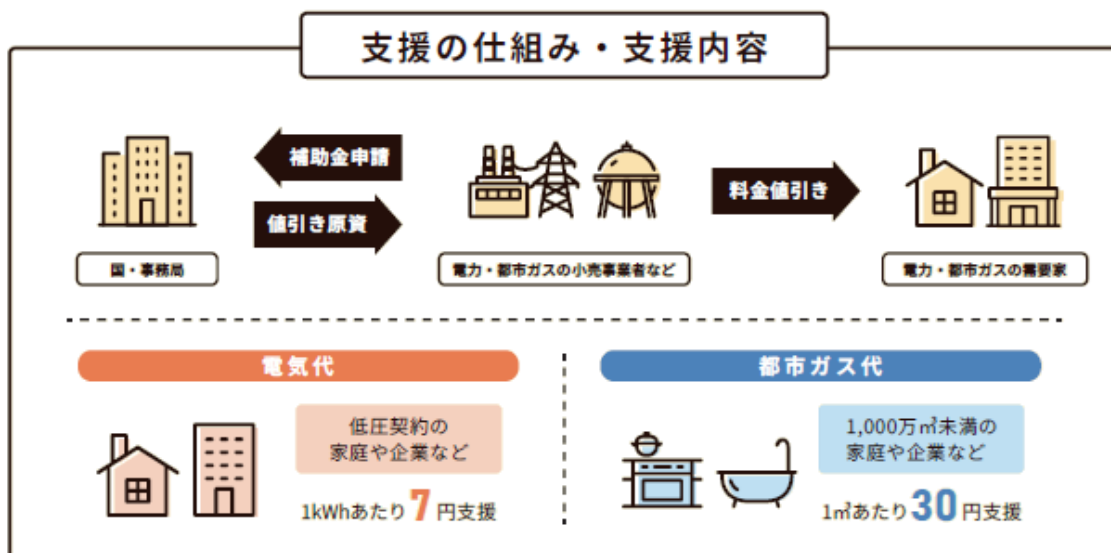 支援の仕組み・支援内容
補助金申請
値引き原資
料金値引き
国・事務局
電力・都市ガスの小売事業者など
電力・都市ガスの需要家
電気代
低圧契約の
家庭や企業など
1kWhあたり7円支援
都市ガス代
1,000万㎥未満の
家庭や企業など
1㎥あたり30円支援